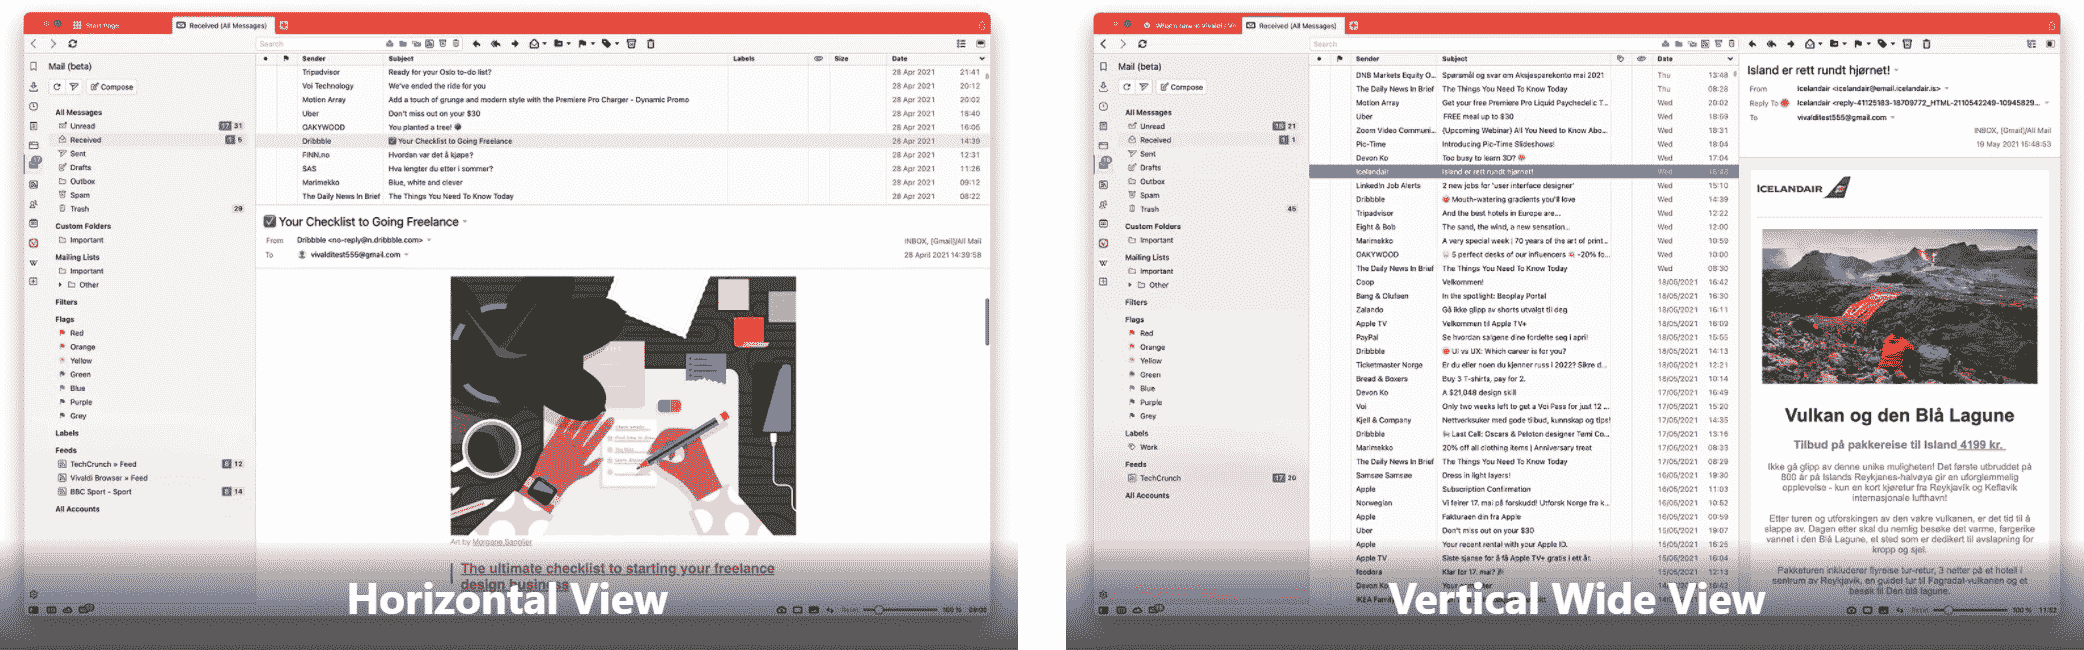 Start Page
Received (All Messages)
Search
Mail (beta)
Compose
All Messages
Unread 17 31
Received 1 5
Sent
Drafts
Outbox
Spam
Trash 29
Custom Folders
Important
Mailing Lists
Important
Other
Filters
Flags
Red
Orange
Yellow
Green
Blue
Purple
Grey
Labels
Feeds
TechCrunch » Feed 8 12
Vivaldi Browser » Feed
BBC Sport - Sport 14
All Accounts
Sender Subject Labels Size Date
Tripadvisor Ready for your Oslo to-do list? 28 Apr 2021 21:41
Voi Technology We've ended the ride for you 28 Apr 2021 20:12
Motion Array Add a touch of grunge and modern style with the Premiere Pro Charger - Dynamic Promo 28 Apr 2021 20:02
Uber Don't miss out on your $30 28 Apr 2021 18:40
OAKYWOOD You planted a tree! 28 Apr 2021 16:06
Dribbble Your Checklist to Going Freelance 28 Apr 2021 14:39
FINN.no Hvordan var det å kjøpe? 28 Apr 2021 12:31
SAS Hva lengter du etter i sommer? 28 Apr 2021 11:26
Marimekko Blue, white and clever 28 Apr 2021 09:12
The Daily News In Brief The Things You Need To Know Today 28 Apr 2021 08:22
Your Checklist to Going Freelance
From Dribbble <no-reply@n.dribbble.com>
INBOX, [Gmail]/All Mail
To vivalditest555@gmail.com
28 April 2021 14:39:58
Art by Morgane Sanglier
The ultimate checklist to starting your freelance
design business
Reset 100 %
Horizontal View
What's new in Vivaldi
Received (All Messages)
Search
Mail (beta)
Compose
All Messages
Unread 21
Received 1 1
Sent
Drafts
Outbox
Spam
Trash 45
Custom Folders
Important
Mailing Lists
Important
Other
Filters
Flags
Red
Orange
Yellow
Green
Blue
Purple
Grey
Labels
Work
Feeds
TechCrunch 17 20
All Accounts
Sender Subject Date
DNB Markets Equity O... Spørsmål og svar om Aksjesparekonto mai 2021 Thu 13:48
The Daily News In Brief The Things You Need To Know Today Thu 08:28
Motion Array Get your free Premiere Pro Liquid Psychedelic T... Wed 20:02
Uber FREE meal up to $30 Wed 18:59
Zoom Video Communi... (Upcoming Webinar) All You Need to Know Abo... Wed 18:31
Pic-Time Introducing Pic-Time Slideshows! Wed 18:04
Devon Ko Too busy to learn 3D? Wed 17:04
Icelandair Island er rett rundt hjørnet! Wed 15:48
LinkedIn Job Alerts 2 new jobs for 'user interface designer' Wed 15:10
Dribbble Mouth-watering gradients you'll love Wed 14:39
Tripadvisor And the best hotels in Europe are... Wed 12:22
Eight & Bob The sand, the wind, a new sensation... Wed 12:00
Marimekko A very special week | 70 years of the art of print... Wed 10:59
OAKYWOOD 5 perfect desks of our influencers -20% fo... Wed 10:00
The Daily News In Brief The Things You Need To Know Today Wed 08:30
Coop Velkommen! 18/05/2021 16:42
Bang & Olufsen In the spotlight: Beoplay Portal 18/05/2021 16:30
Zalando Gå ikke glipp av shorts utvalgt til deg 18/05/2021 16:11
Apple TV Velkommen til Apple TV+ 18/05/2021 16:09
PayPal Se hvordan salgene dine fordelte seg i april! 18/05/2021 15:55
Dribbble UI vs UX: Which career is for you? 18/05/2021 14:13
Ticketmaster Norge Er du eller noen du kjenner russ i 2022? Sikre d... 18/05/2021 12:21
Bread & Boxers Buy 3 T-shirts, pay for 2. 18/05/2021 10:14
Devon Ko A $21,048 design skill 17/05/2021 16:49
Voi Only two weeks left to get a Voi Pass for just 12 ... 17/05/2021 15:20
Kjell & Company Nettverksuker med gode tilbud, kunnskap og tips! 17/05/2021 14:35
Dribbble Last Call: Oscars & Peloton designer Temi Co... 17/05/2021 13:16
Marimekko 20% off all clothing items | Anniversary treat 17/05/2021 08:33
The Daily News In Brief The Things You Need To Know Today 17/05/2021 08:29
Samsøe Samsøe Dress in light layers! 16/05/2021 19:30
Apple Subscription Confirmation 16/05/2021 11:03
Norwegian Vi feirer 17. mai på forskudd! Utforsk Norge fra k... 16/05/2021 10:52
Apple Fakturaen din fra Apple 16/05/2021 09:59
Uber Don't miss out on your $30 15/05/2021 19:07
Apple Your recent rental with your Apple ID. 15/05/2021 16:26
Apple TV Siste sjanse for å få Apple TV+ gratis i ett år. 15/05/2021 16:04
foodora Klar for 17. mai?
Devon Ko
IKEA Family
Island er rett rundt hjørnet!
From Icelandair <icelandair@email.icelandair.is>
Reply To Icelandair <reply-41125183-18709772_HTML-2110542249-10945829...
To vivalditest555@gmail.com
INBOX, [Gmail]/All Mail
19 May 2021 15:48:53
ICELANDAIR
Vulkan og den Blå Lagune
Tilbud på pakkereise til Island 4199 kr.
Ikke gå glipp av denne unike muligheten! Det første utbruddet på
800 år på Islands Reykjanes-halvøya gir en uforglemmelig
opplevelse - kun en kort kjøretur fra Reykjavik og Keflavik
internasjonale lufthavn!
Etter turen og utforskingen av den vakre vulkanen, er det tid til å
slappe av. Dagen etter skal du nemlig besøke det varme, fargerike
vannet i den Blå Lagune, et sted som er dedikert til avslapning for
kropp og sjel.
Pakketuren inkluderer flyreise tur-retur, 3 netter på et hotell i
sentrum av Reykjavik, en guidet tur til Fagradal-vulkanen og et
besøk til Den blå lagune.
Reset 100 % 11:52
Vertical Wide View